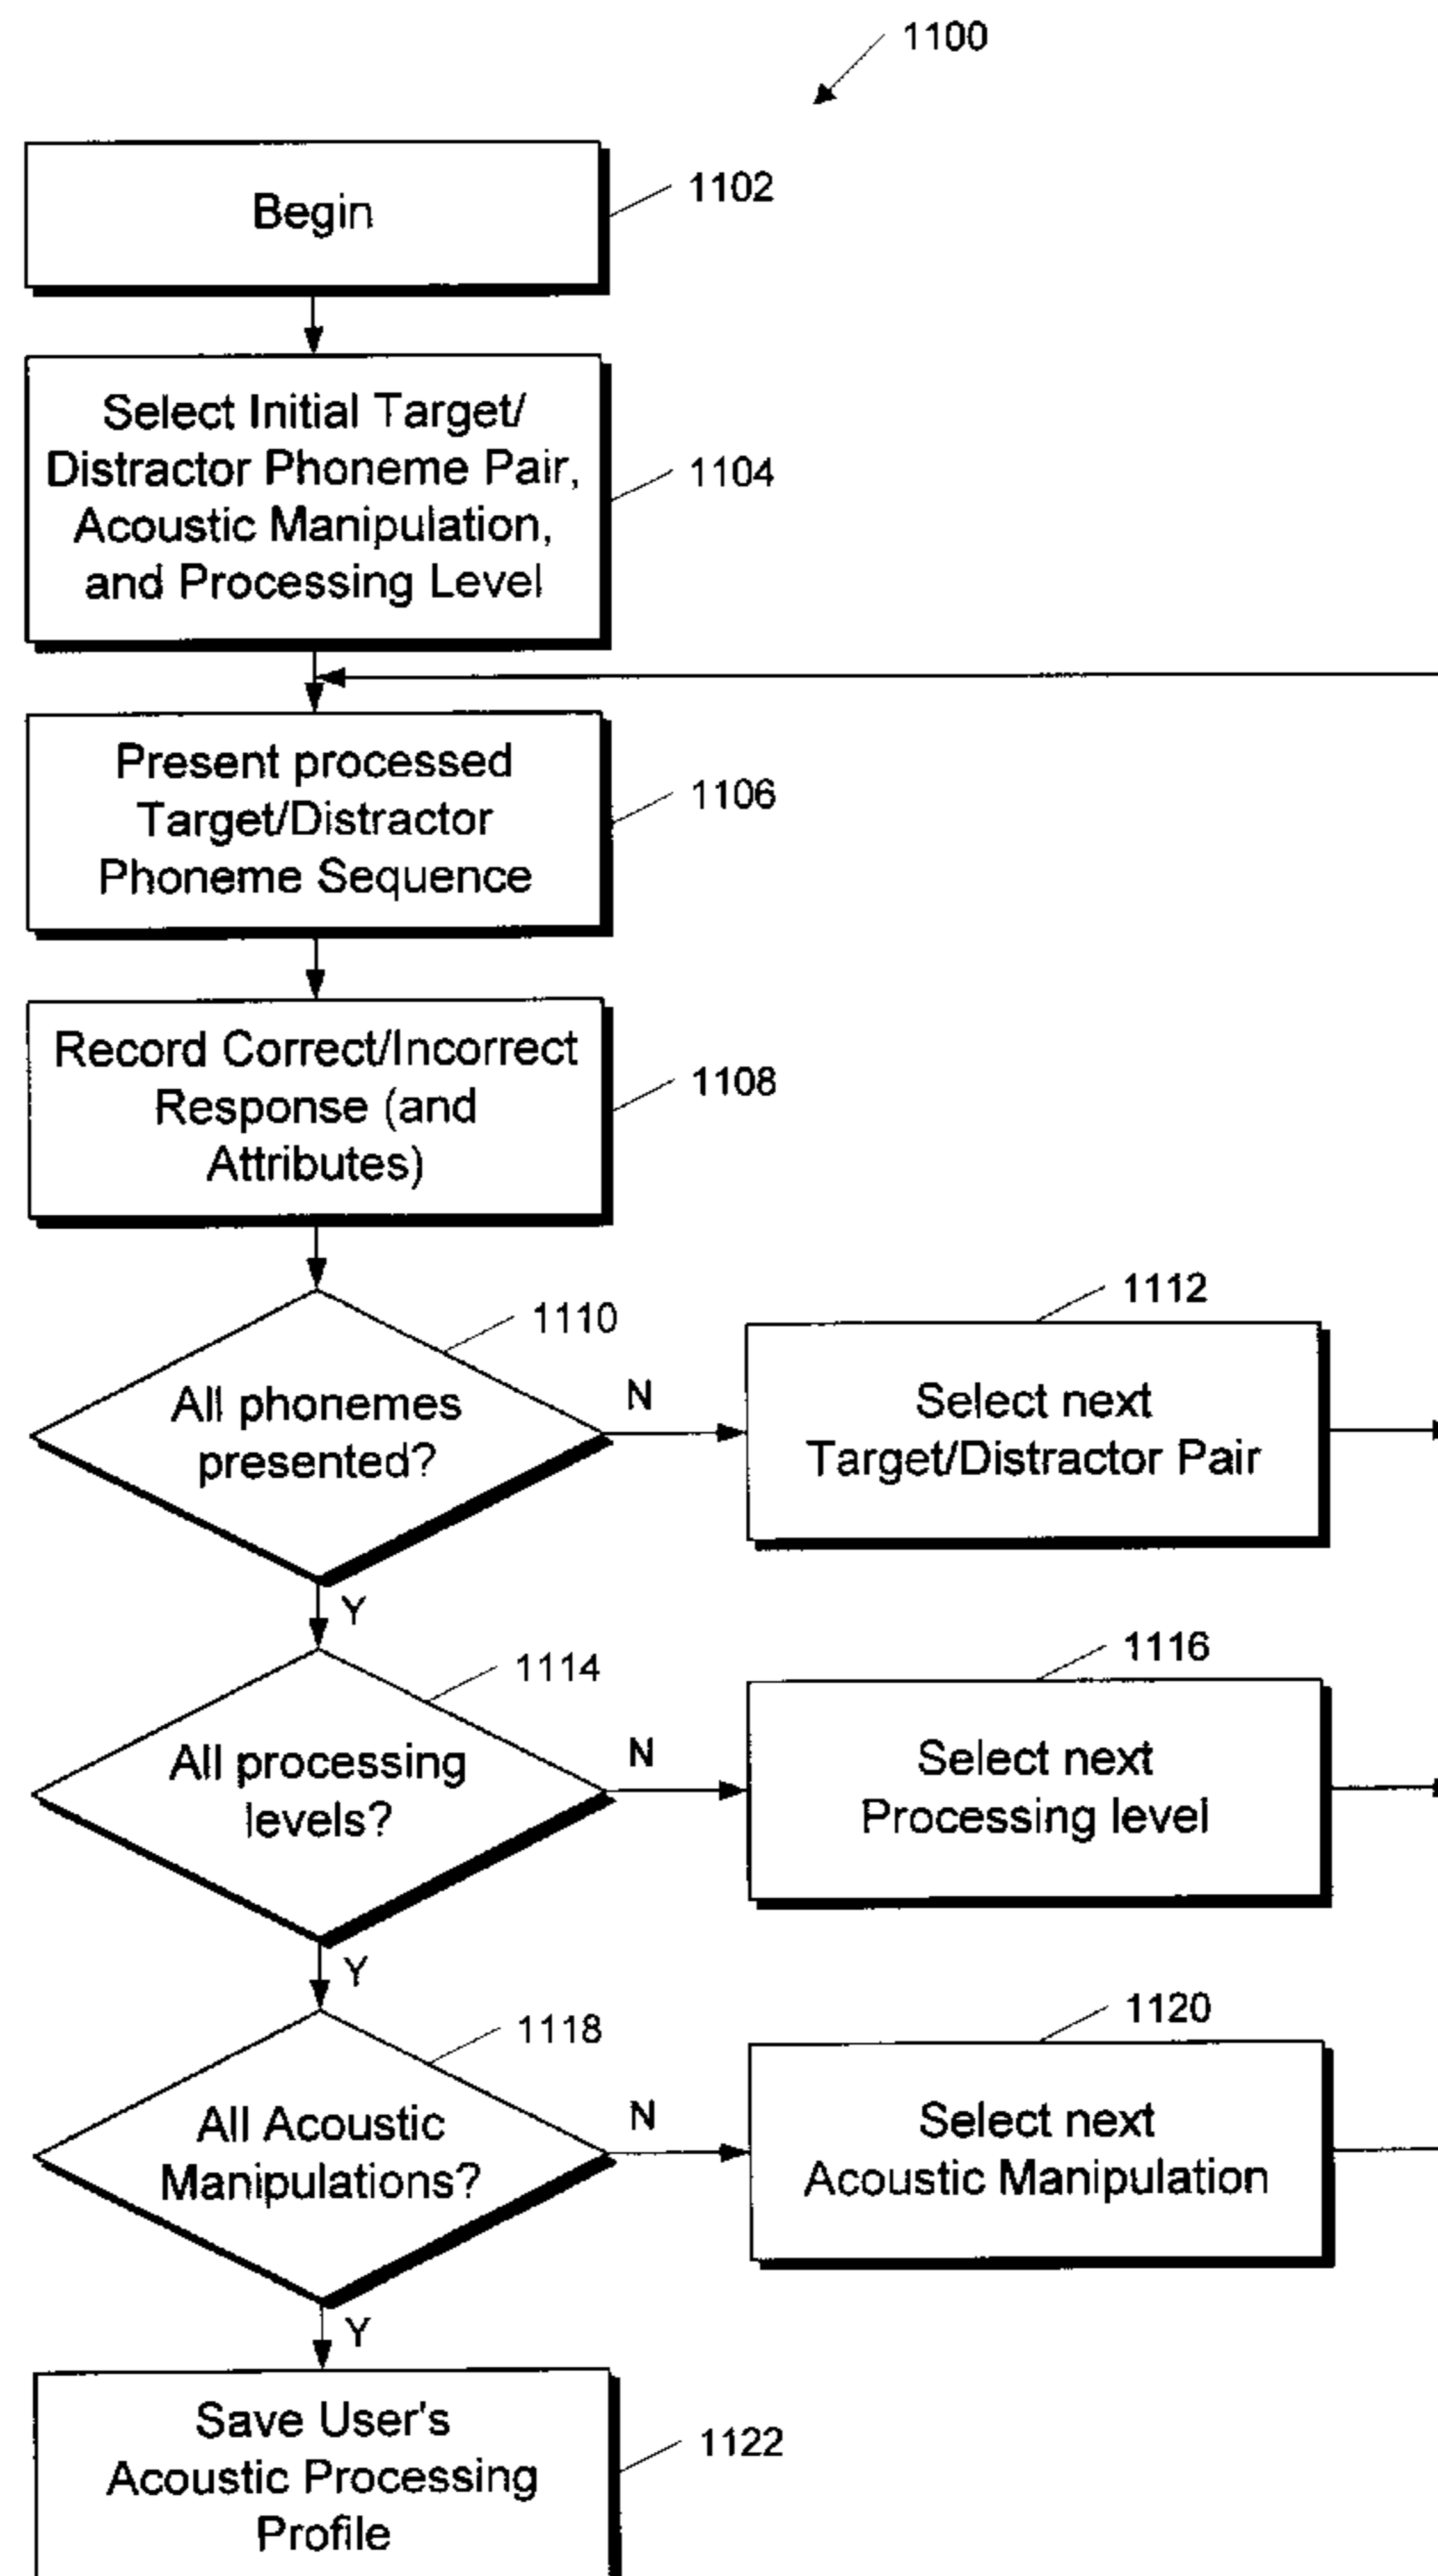 1100
Begin
1102
Select Initial Target/
Distractor Phoneme Pair,
Acoustic Manipulation,
and Processing Level
1104
Present processed
Target/Distractor
Phoneme Sequence
1106
Record Correct/Incorrect
Response (and
Attributes)
1108
All phonemes
presented?
1110
N
Select next
Target/Distractor Pair
1112
Y
All processing
levels?
1114
N
Select next
Processing level
1116
Y
All Acoustic
Manipulations?
1118
N
Select next
Acoustic Manipulation
1120
Y
Save User's
Acoustic Processing
Profile
1122